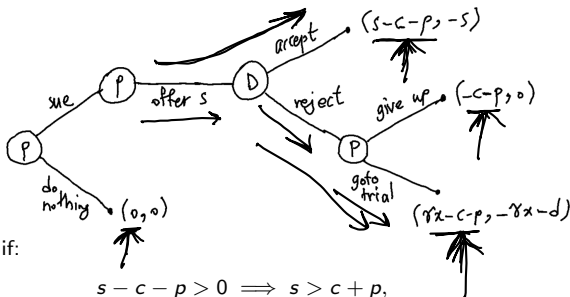 accept
(s-c-p, -s)
sue
P
offer s
D
reject
give up
(-c-p, 0)
P
P
do nothing
(0,0)
goto trial
(γx-c-p, -γx-d)
if:
s − c − p > 0 ⟹ s > c + p,